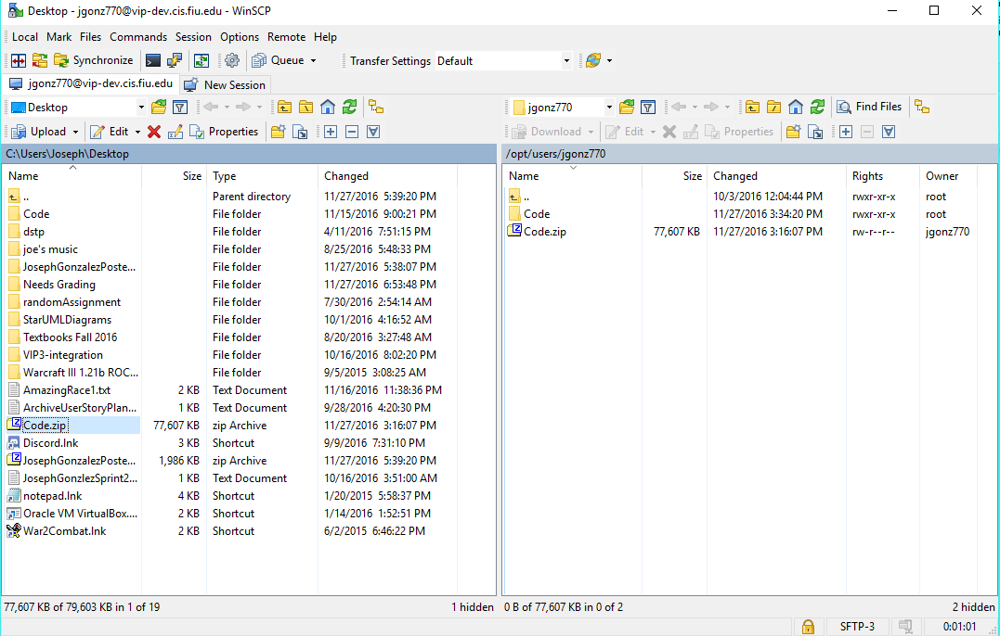 Desktop - jgonz770@vip-dev.cis.fiu.edu - WinSCP
Local Mark Files Commands Session Options Remote Help
Synchronize Queue Transfer Settings Default
jgonz770@vip-dev.cis.fiu.edu New Session
Desktop jgonz770 Find Files
Upload Edit Properties Download Edit Properties
C:\Users\Joseph\Desktop /opt/users/jgonz770
Name Size Type Changed Name Size Changed Rights Owner
.. Parent directory 11/27/2016 5:39:20 PM .. 10/3/2016 12:04:44 PM rwxr-xr-x root
Code File folder 11/15/2016 9:00:21 PM Code 11/27/2016 3:34:20 PM rwxr-xr-x root
dstp File folder 4/11/2016 7:51:15 PM Code.zip 77,607 KB 11/27/2016 3:16:07 PM rw-r--r-- jgonz770
joe's music File folder 8/25/2016 5:48:33 PM
JosephGonzalezPoste... File folder 11/27/2016 5:38:07 PM
Needs Grading File folder 11/27/2016 6:53:48 PM
randomAssignment File folder 7/30/2016 2:54:14 AM
StarUMLDiagrams File folder 10/1/2016 4:16:52 AM
Textbooks Fall 2016 File folder 8/20/2016 3:27:48 AM
VIP3-integration File folder 10/16/2016 8:02:20 PM
Warcraft III 1.21b ROC... File folder 9/5/2015 3:08:25 AM
AmazingRace1.txt 2 KB Text Document 11/16/2016 11:38:36 PM
ArchiveUserStoryPlan... 1 KB Text Document 9/28/2016 4:20:30 PM
Code.zip 77,607 KB zip Archive 11/27/2016 3:16:07 PM
Discord.lnk 3 KB Shortcut 9/9/2016 7:31:10 PM
JosephGonzalezPoste... 1,986 KB zip Archive 11/27/2016 5:39:20 PM
JosephGonzlezSprint2... 1 KB Text Document 10/16/2016 3:51:00 AM
notepad.lnk 4 KB Shortcut 1/20/2015 5:58:37 PM
Oracle VM VirtualBox.... 2 KB Shortcut 1/14/2016 1:52:51 PM
War2Combat.lnk 2 KB Shortcut 6/2/2015 6:46:22 PM
77,607 KB of 79,603 KB in 1 of 19 1 hidden 0 B of 77,607 KB in 0 of 2 2 hidden
SFTP-3 0:01:01